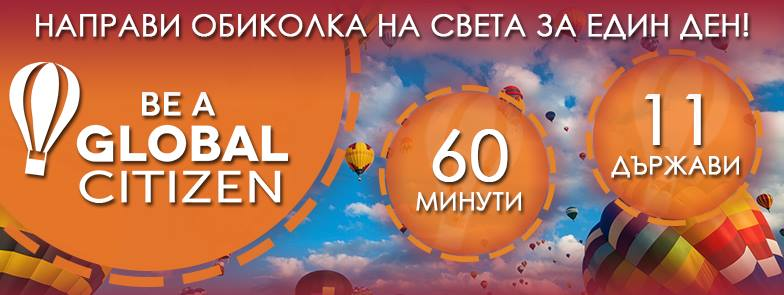 НАПРАВИ ОБИКОЛКА НА СВЕТА ЗА ЕДИН ДЕН!
BE A
GLOBAL
CITIZEN
60
МИНУТИ
11
ДЪРЖАВИ